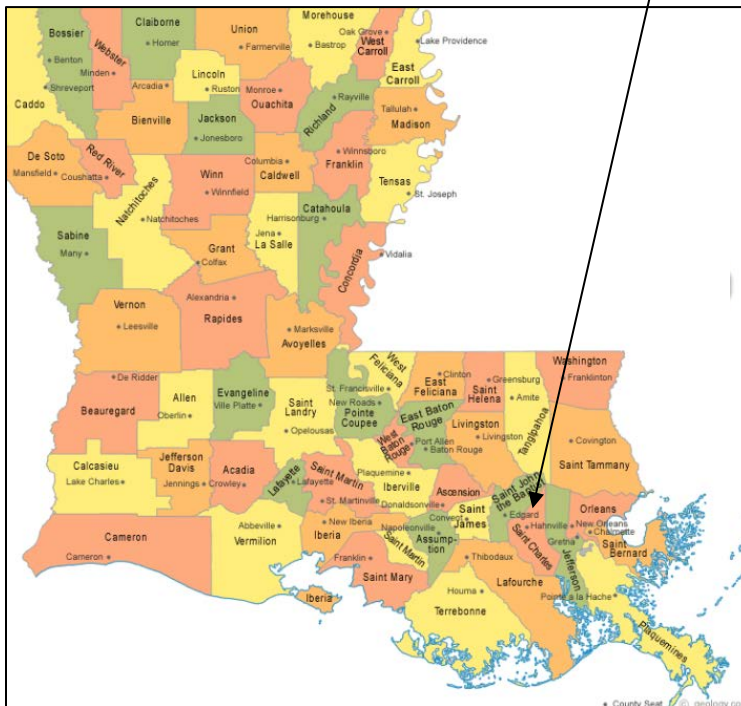 Bossier
Claiborne
Union
Morehouse
Webster
Homer
Farmerville
Bastrop
Oak Grove
West
Carroll
Lake Providence
East
Carroll
Benton
Minden
Shreveport
Arcadia
Lincoln
Ruston
Monroe
Ouachita
Rayville
Richland
Tallulah
Madison
Caddo
Bienville
Jackson
Jonesboro
De Soto
Mansfield
Red River
Coushatta
Winn
Winnfield
Columbia
Caldwell
Winnsboro
Franklin
Tensas
St. Joseph
Natchitoches
Natchitoches
Sabine
Many
Grant
Colfax
Jena
La Salle
Harrisonburg
Catahoula
Concordia
Vidalia
Vernon
Leesville
Alexandria
Rapides
Marksville
Avoyelles
West
Feliciana
St. Francisville
Clinton
East
Feliciana
Greensburg
Saint
Helena
Amite
Tangipahoa
Washington
Franklinton
De Ridder
Beauregard
Allen
Oberlin
Evangeline
Ville Platte
Saint
Landry
Opelousas
New Roads
Pointe
Coupee
East Baton
Rouge
West
Baton
Rouge
Port Allen
Baton Rouge
Livingston
Livingston
Covington
Saint Tammany
Calcasieu
Lake Charles
Jefferson
Davis
Jennings
Acadia
Crowley
Lafayette
Lafayette
Saint Martin
St. Martinville
Plaquemine
Iberville
Donaldsonville
Ascension
Convent
Saint
James
Saint John
the Baptist
Edgard
Hahnville
Saint Charles
Orleans
New Orleans
Chalmette
Gretna
Saint
Bernard
Cameron
Cameron
Abbeville
Vermilion
New Iberia
Iberia
Franklin
Saint Martin
Saint Mary
Napoleonville
Assump-
tion
Thibodaux
Lafourche
Jefferson
Pointe a la Hache
Iberia
Houma
Terrebonne
Plaquemines
County Seat
© geology.co